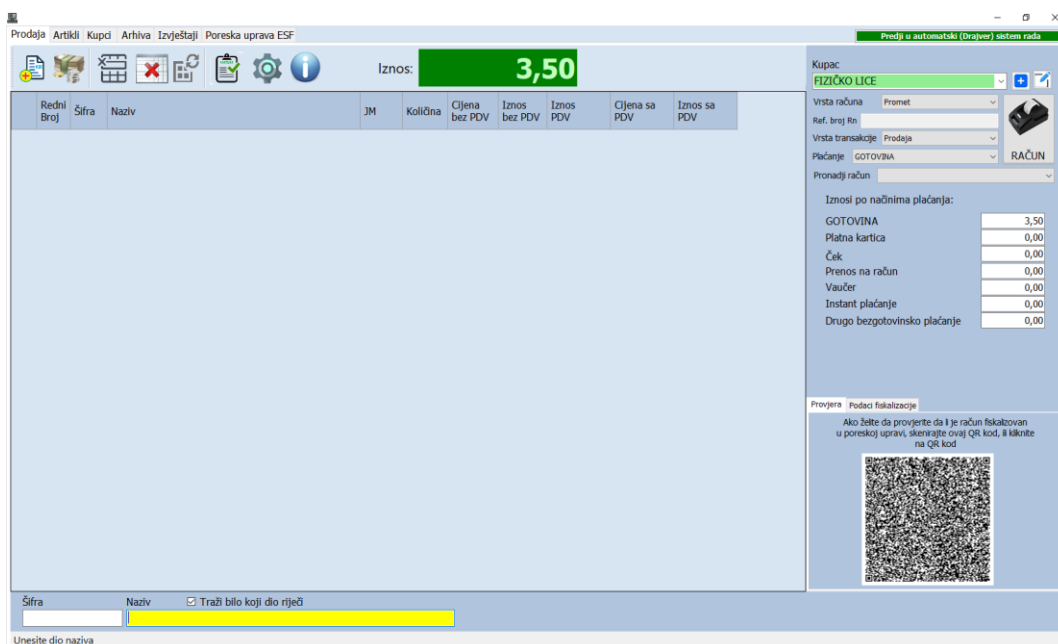 Prodaja Artikli Kupci Arhiva Izvještaji Poreska uprava ESF
Predji u automatski (Drajver) sistem rada
Iznos: 3,50
Redni Broj Šifra Naziv JM Količina Cijena bez PDV Iznos bez PDV Iznos PDV Cijena sa PDV Iznos sa PDV
Kupac
FIZIČKO LICE
Vrsta računa Promet
Ref. broj Rn
Vrsta transakcije Prodaja
Plaćanje GOTOVINA
RAČUN
Pronadji račun
Iznosi po načinima plaćanja:
GOTOVINA 3,50
Platna kartica 0,00
Ček 0,00
Prenos na račun 0,00
Vaučer 0,00
Instant plaćanje 0,00
Drugo bezgotovinsko plaćanje 0,00
Provjera Podaci fiskalizacije
Ako želite da provjerite da li je račun fiskalizovan
u poreskoj upravi, skenirajte ovaj QR kod, ili kliknite
na QR kod
Šifra Naziv Traži bilo koji dio riječi
Unesite dio naziva